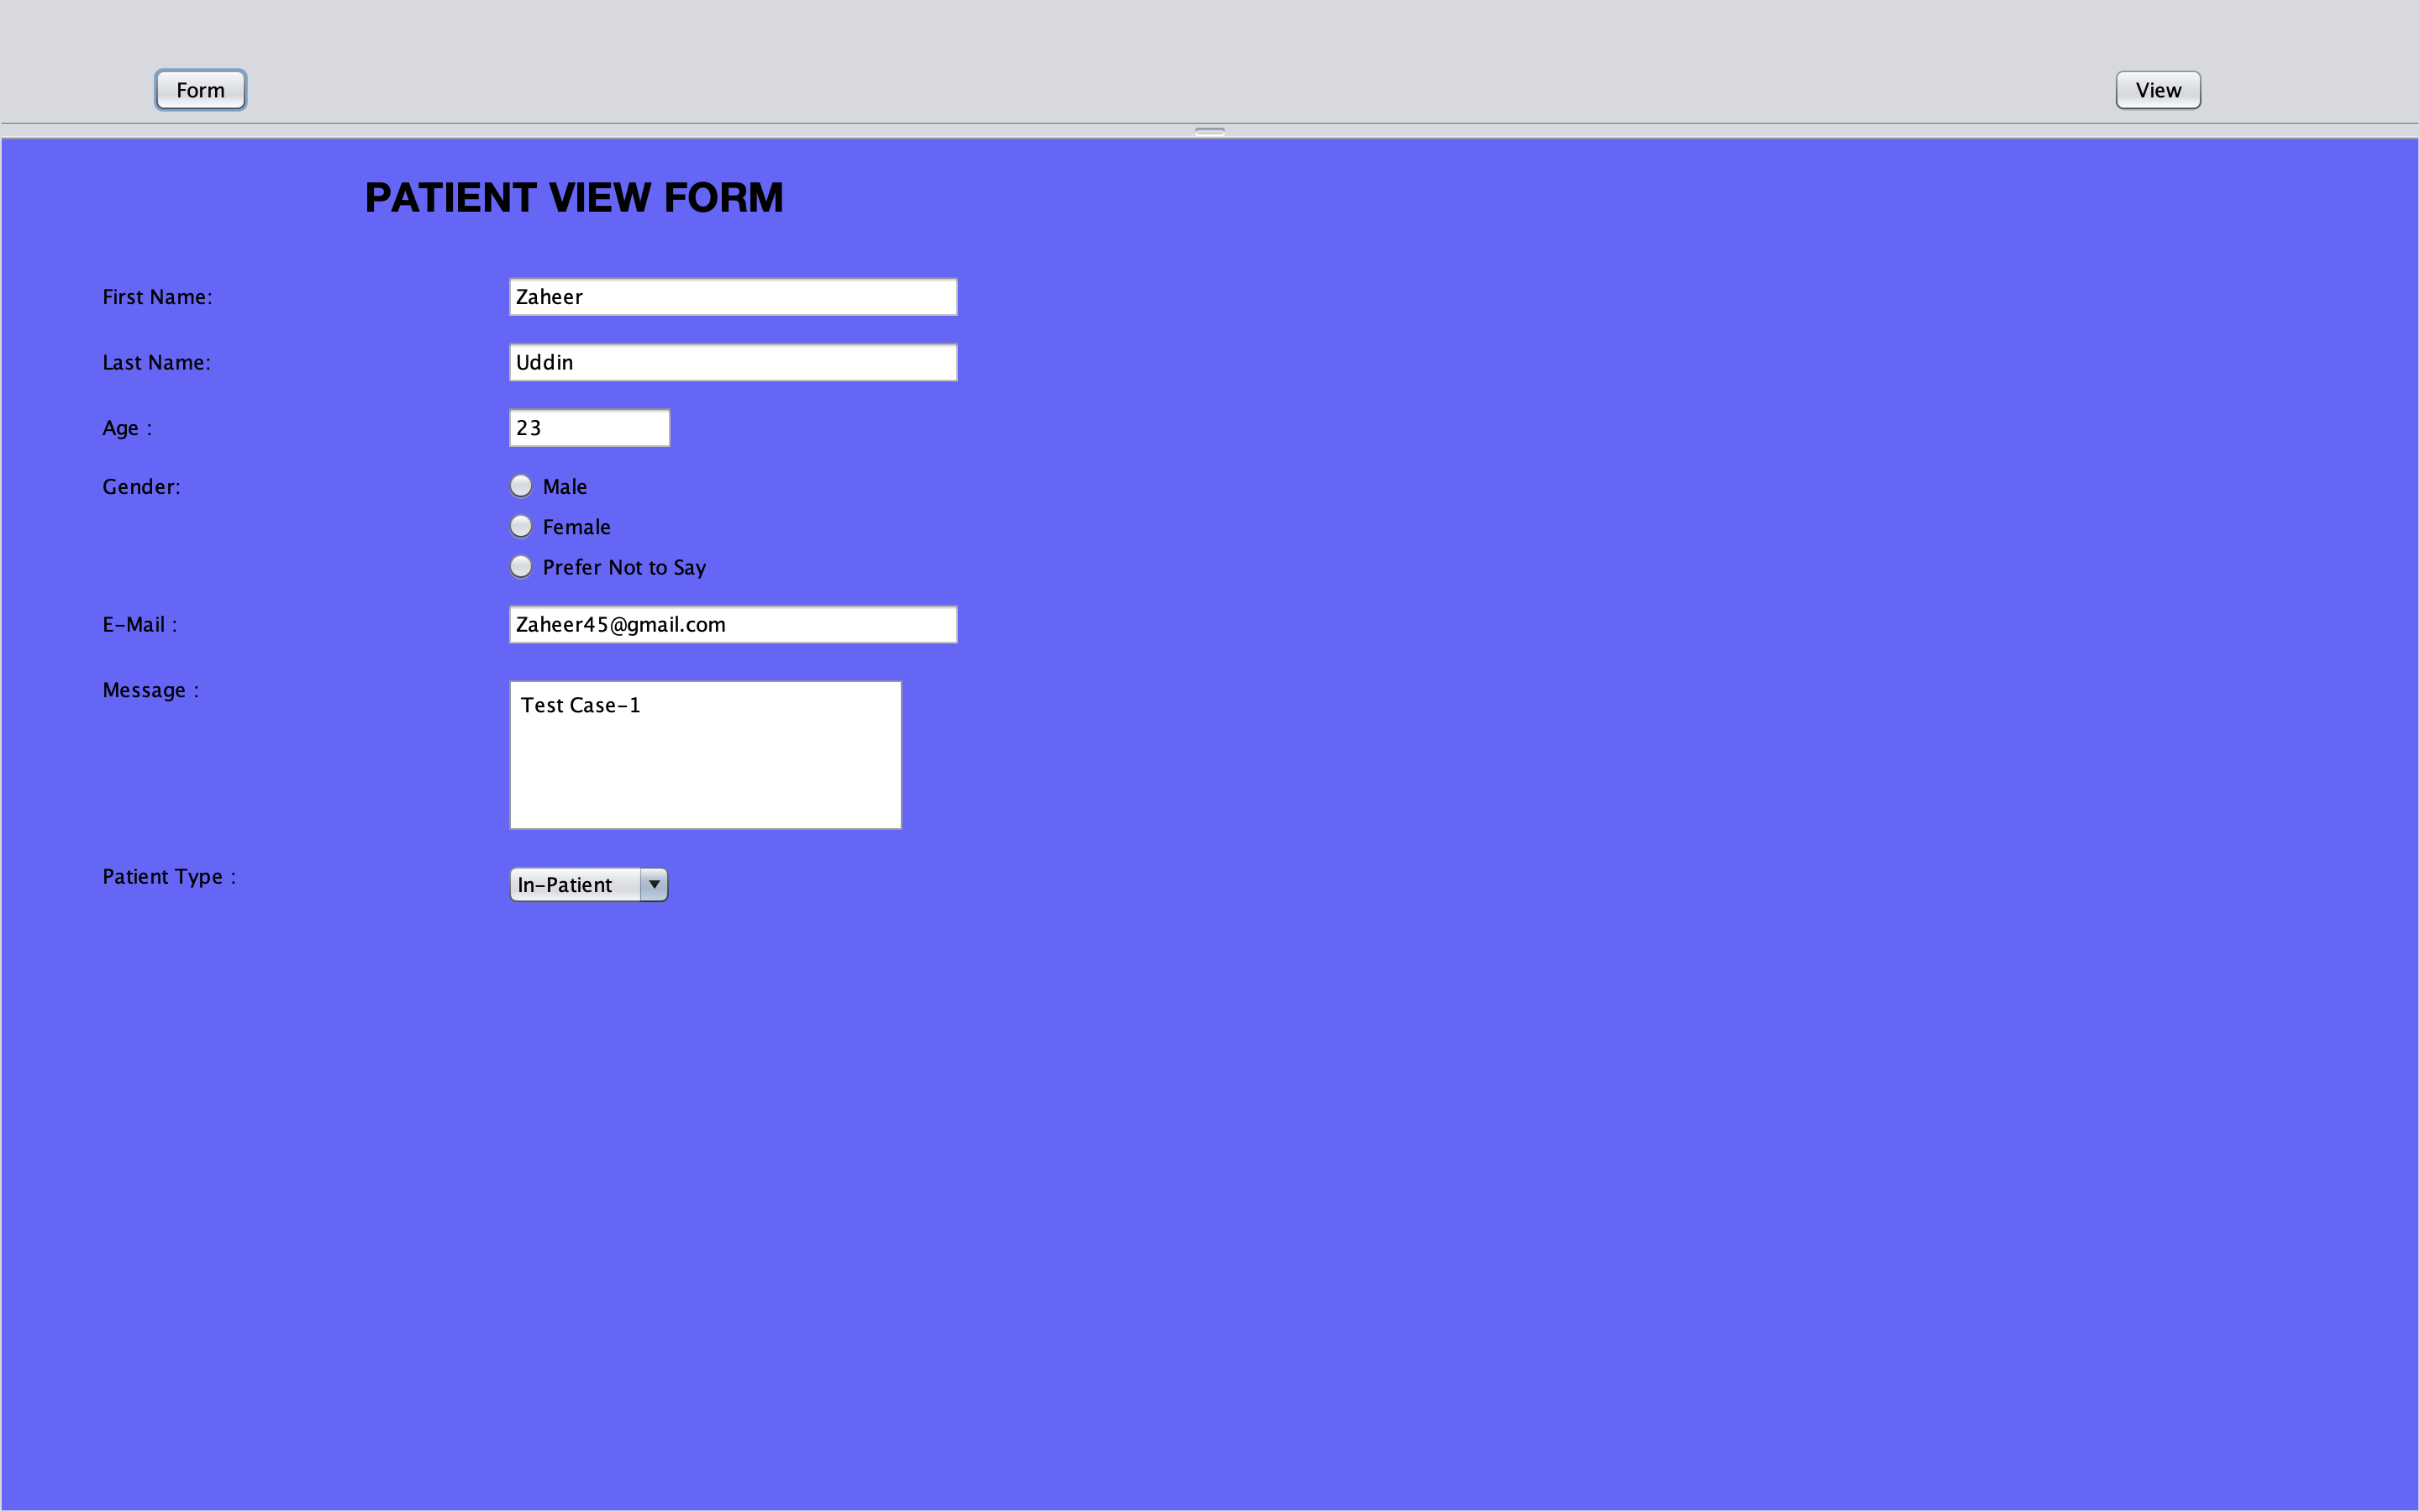 Form
View
PATIENT VIEW FORM
First Name:
Zaheer
Last Name:
Uddin
Age :
23
Gender:
Male
Female
Prefer Not to Say
E-Mail :
Zaheer45@gmail.com
Message :
Test Case-1
Patient Type :
In-Patient